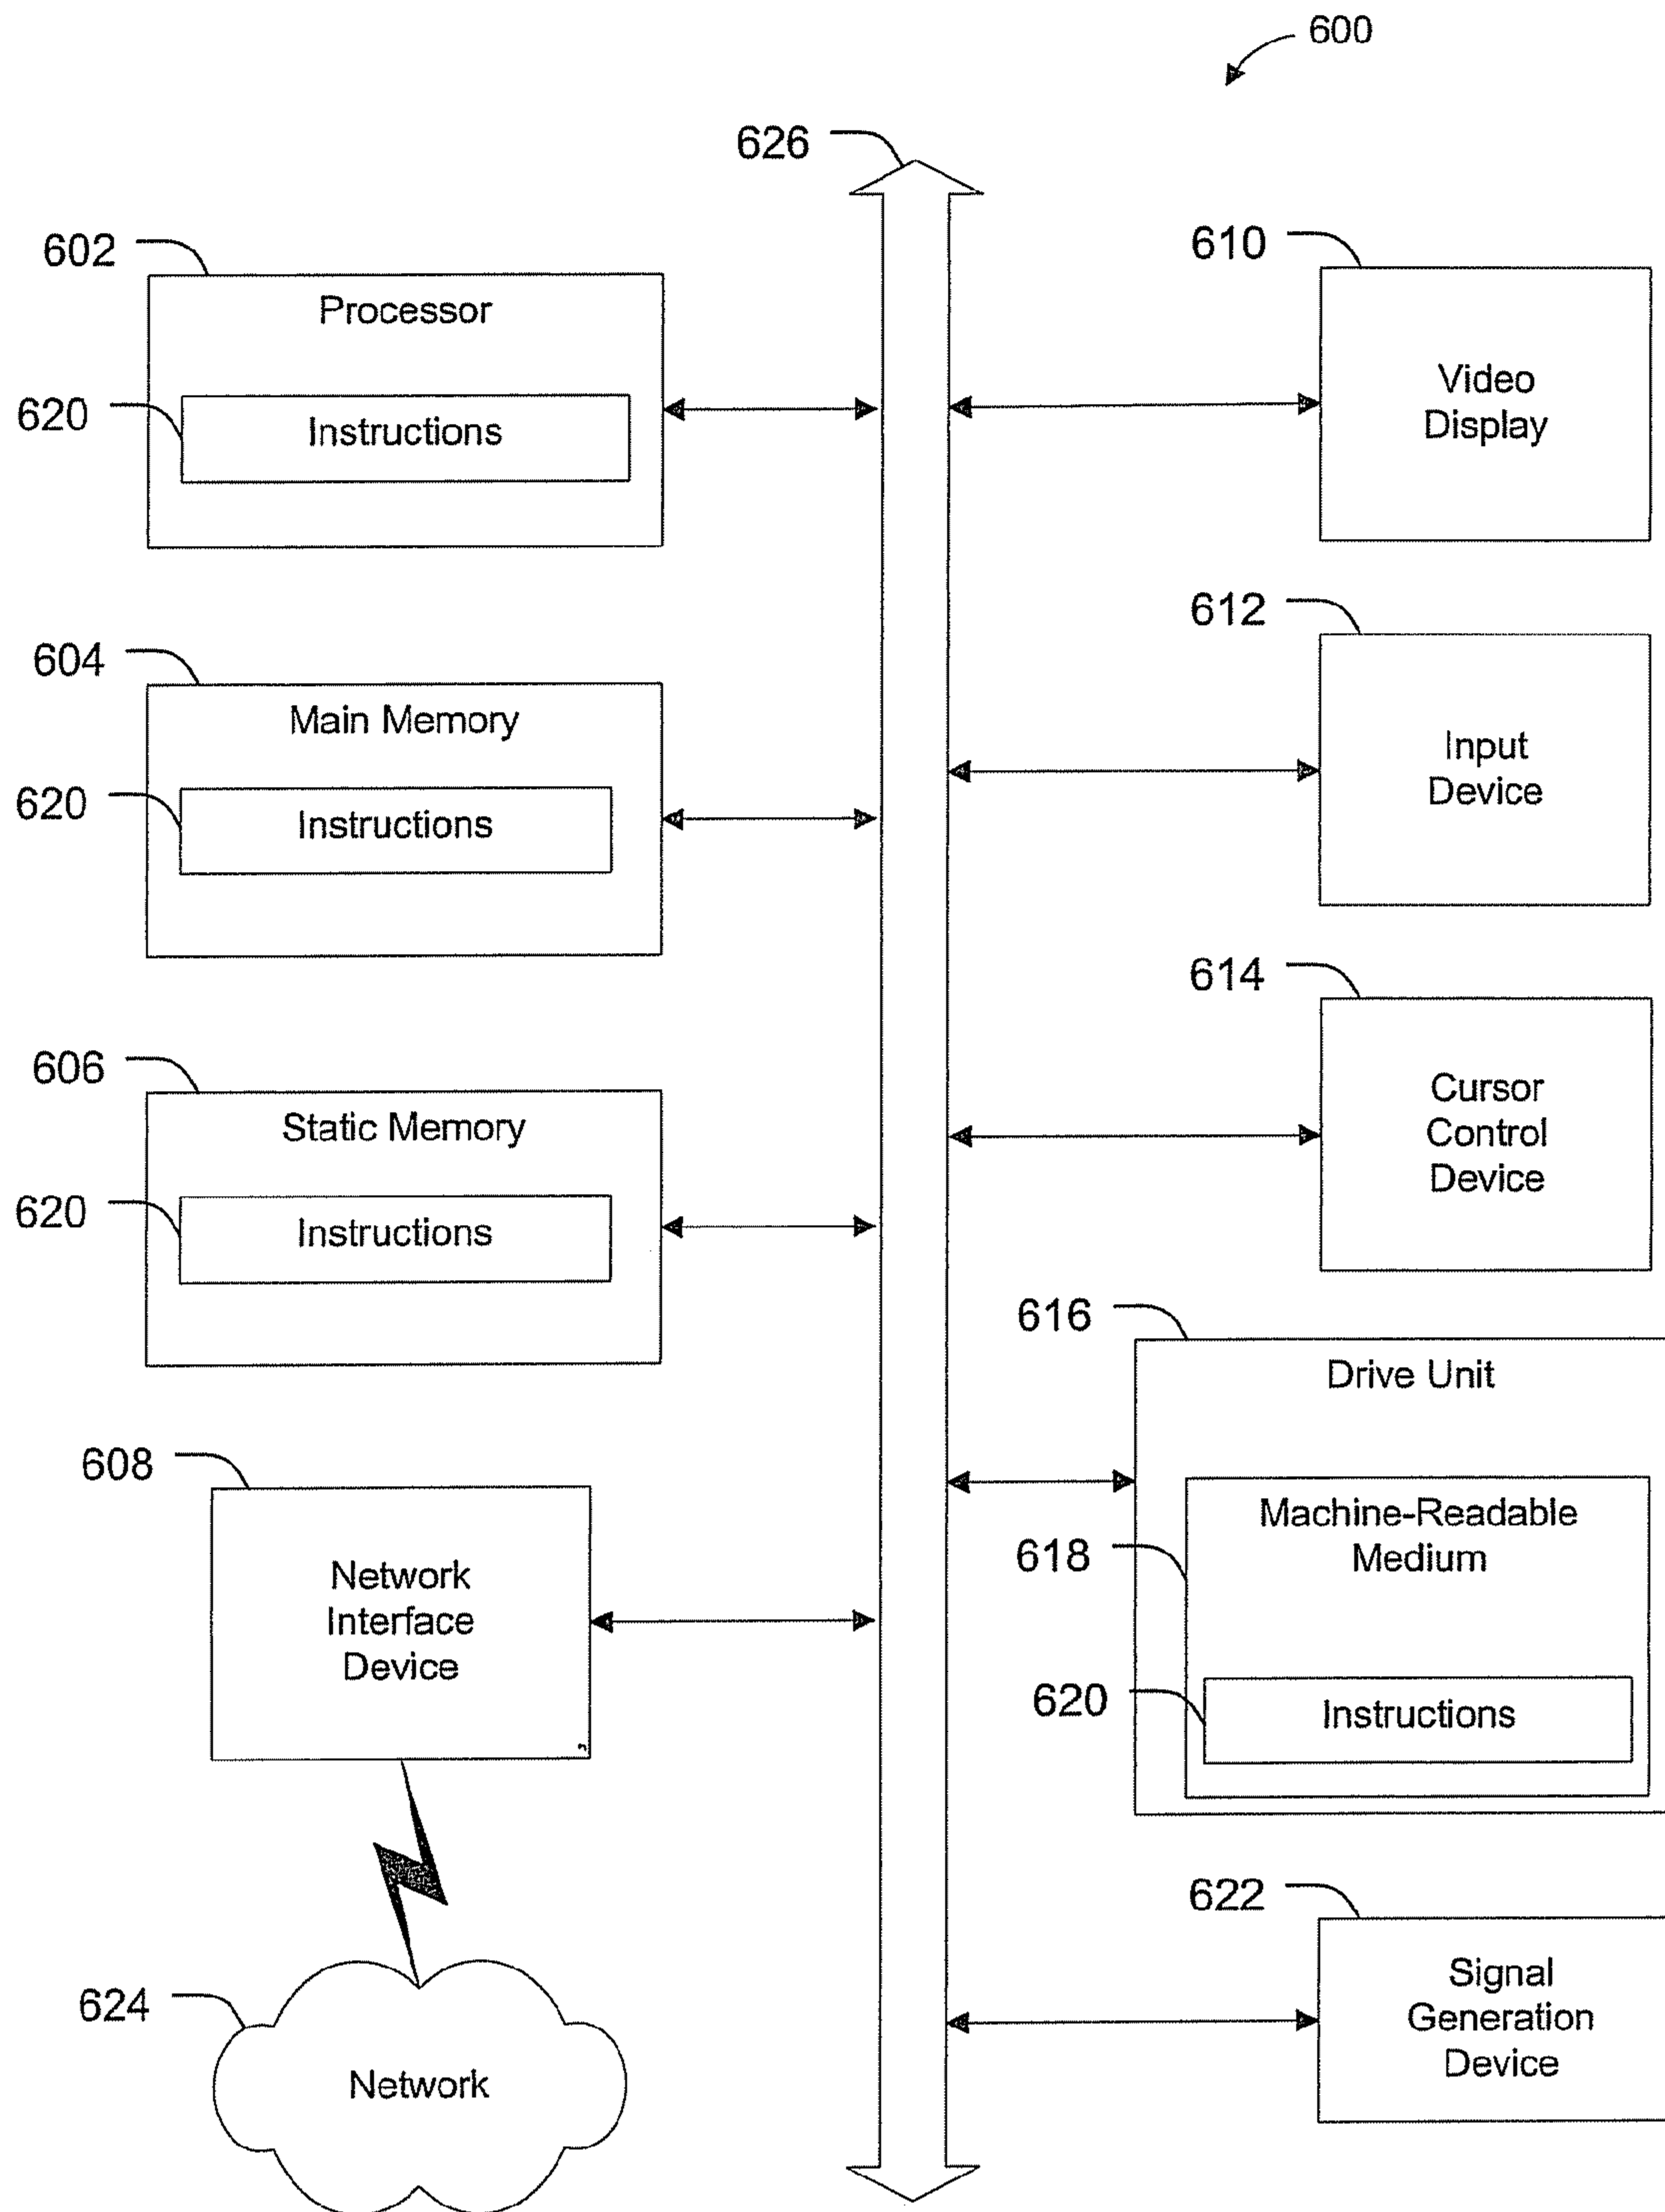 600
626
602
Processor
620
Instructions
604
Main Memory
620
Instructions
606
Static Memory
620
Instructions
608
Network
Interface
Device
624
Network
610
Video
Display
612
Input
Device
614
Cursor
Control
Device
616
Drive Unit
618
Machine-Readable
Medium
620
Instructions
622
Signal
Generation
Device